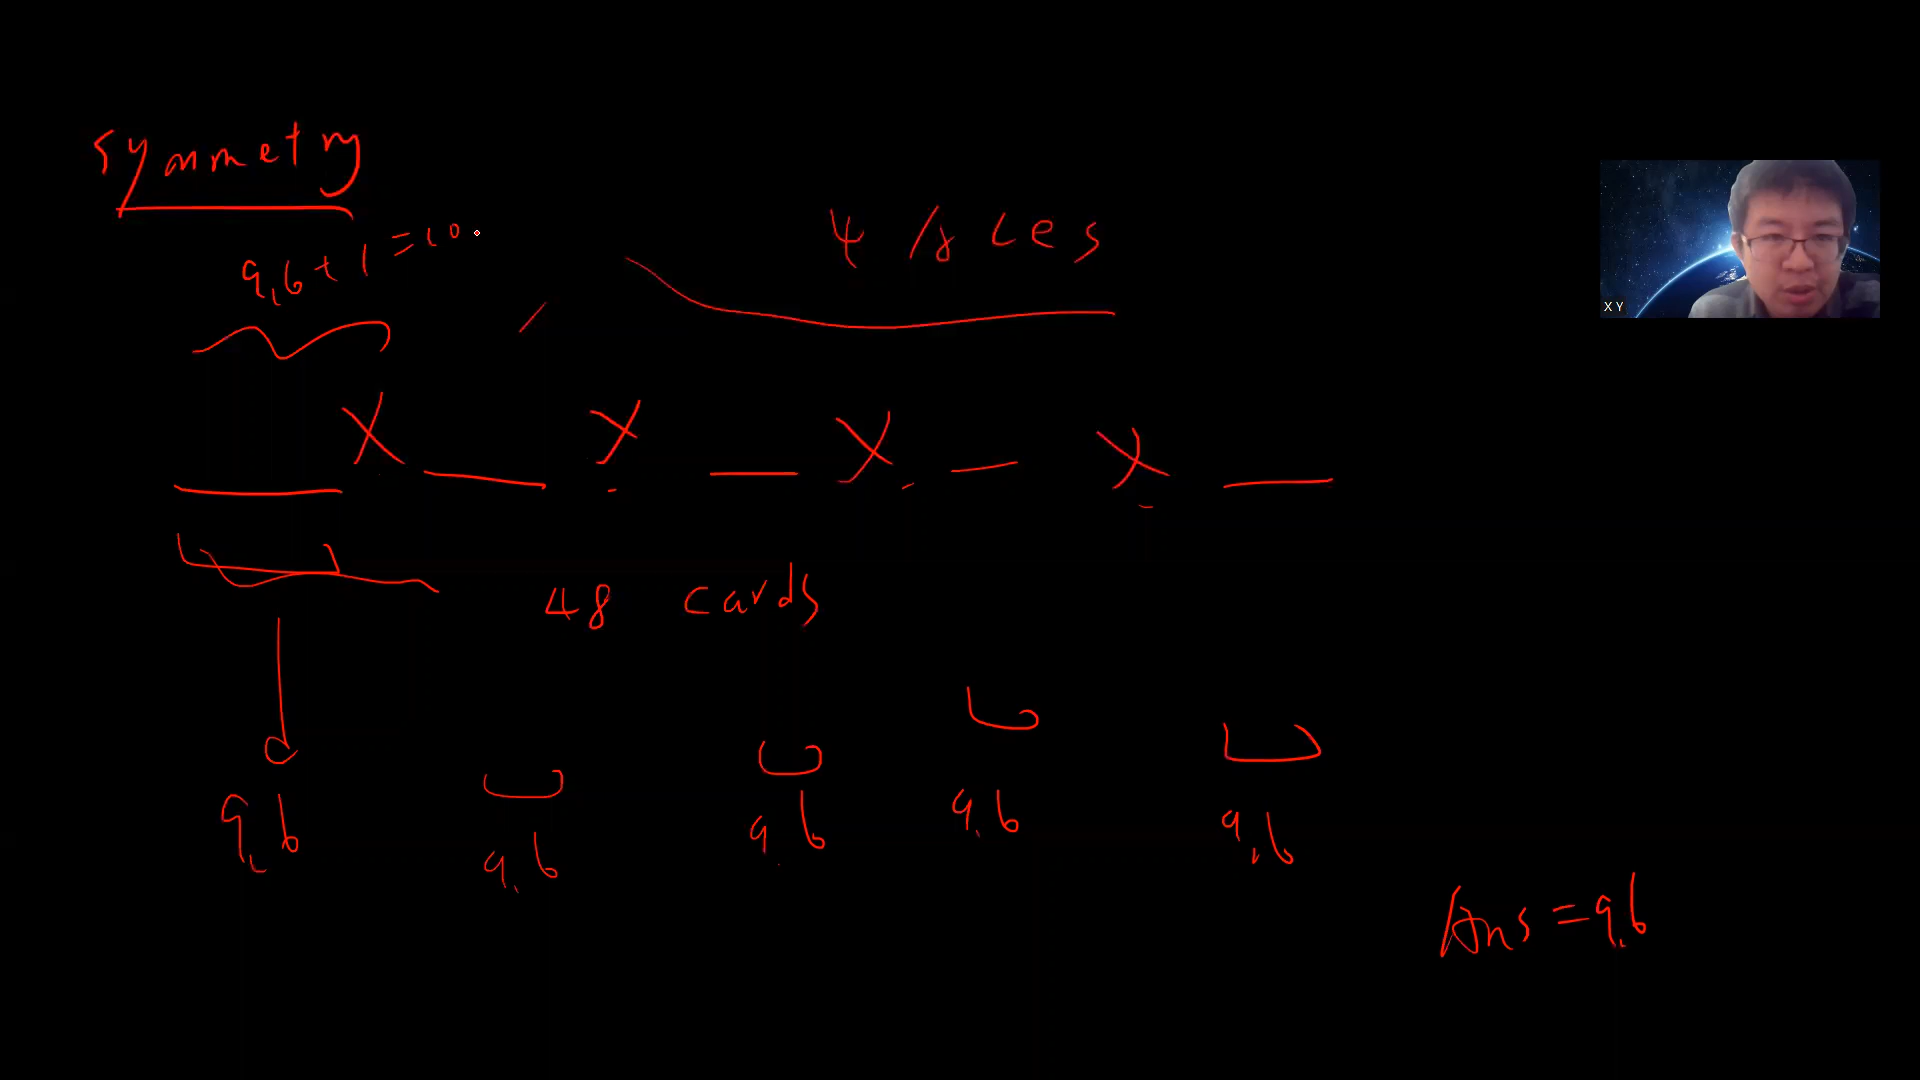 Symmetry
9.6 + 1 = 10.
4 Aces
X X X X
48 cards
9.6 9.6 9.6 9.6 9.6
Ans = 9.6
X Y